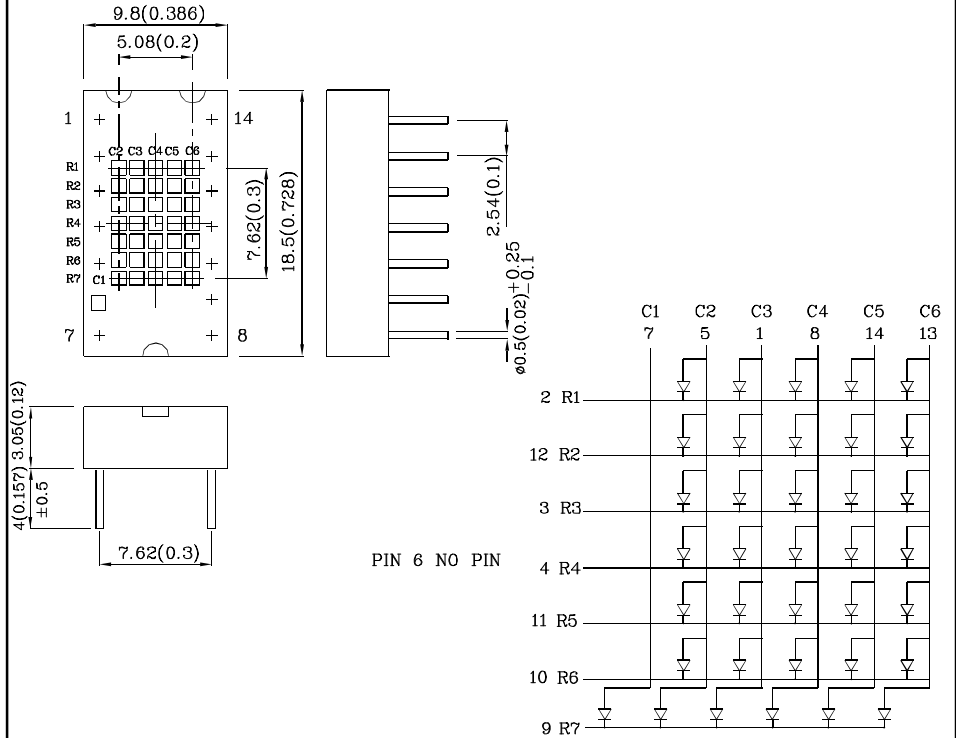 9.8(0.386)
5.08(0.2)
1
14
C2 C3 C4 C5 C6
R1
R2
R3
R4
R5
R6
R7
C1
7
8
7.62(0.3)
18.5(0.728)
2.54(0.1)
ø0.5(0.02)+0.25 −0.1
3.05(0.12)
4(0.157)
±0.5
7.62(0.3)
PIN 6 NO PIN
C1 C2 C3 C4 C5 C6
7 5 1 8 14 13
2 R1
12 R2
3 R3
4 R4
11 R5
10 R6
9 R7